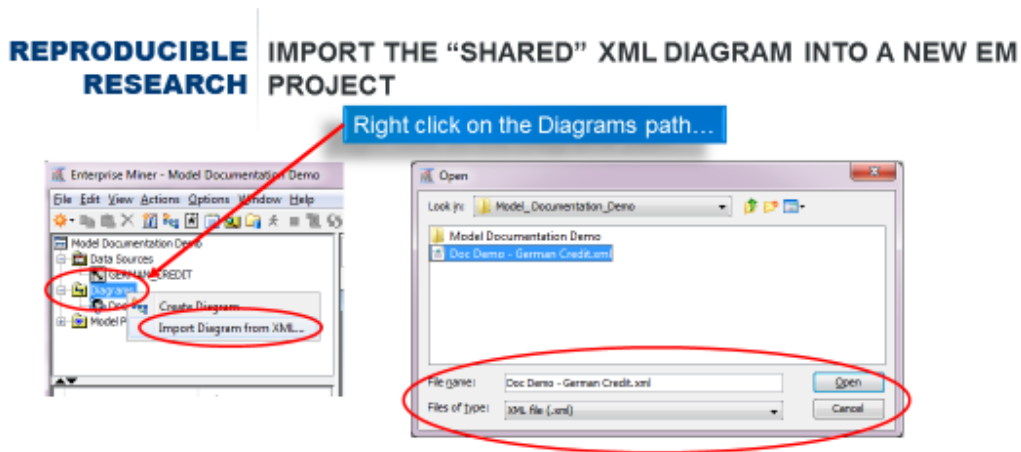 REPRODUCIBLE RESEARCH
IMPORT THE “SHARED” XML DIAGRAM INTO A NEW EM PROJECT
Right click on the Diagrams path...
Enterprise Miner - Model Documentation Demo
File Edit View Actions Options Window Help
Model Documentation Demo
Data Sources
GERMAN_CREDIT
Diagrams
Doc
Create Diagram
Model P
Import Diagram from XML...
Open
Look in: Model_Documentation_Demo
Model Documentation Demo
Doc Demo - German Credit.xml
File name: Doc Demo - German Credit.xml
Open
Files of type: XML file (.xml)
Cancel